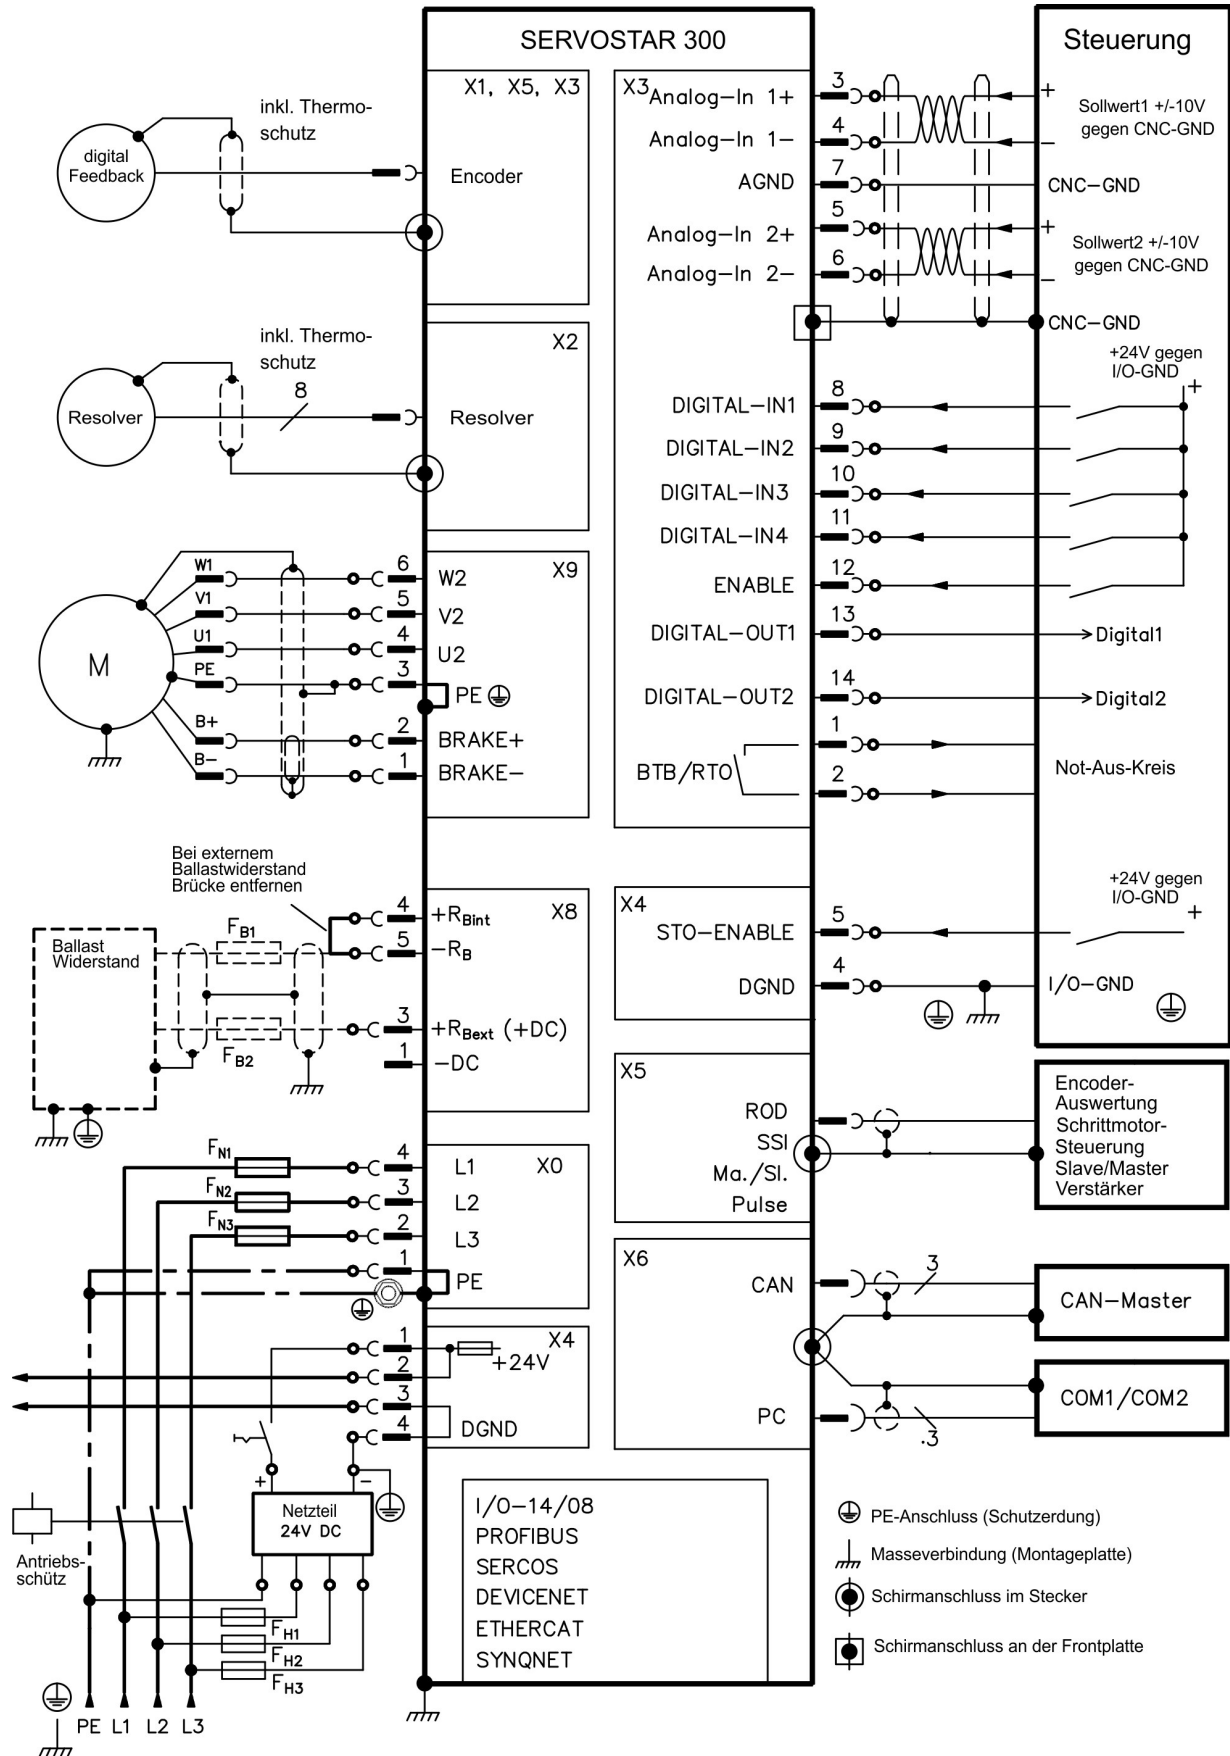 SERVOSTAR 300
Steuerung
X1, X5, X3
inkl. Thermo-
schutz
digital
Feedback
Encoder
X2
inkl. Thermo-
schutz
8
Resolver
Resolver
X9
W1
6
W2
V1
5
V2
U1
4
U2
M
PE
3
PE
B+
2
BRAKE+
B-
1
BRAKE-
Bei externem
Ballastwiderstand
Brücke entfernen
X8
Ballast
Widerstand
FB1
4
+RBint
5
-RB
3
+RBext (+DC)
FB2
1
-DC
X0
FN1
4
L1
FN2
3
L2
FN3
2
L3
1
PE
X4
1
+24V
2
3
4
DGND
+
-
Netzteil
24V DC
Antriebs-
schütz
FH1
FH2
FH3
PE L1 L2 L3
I/O-14/08
PROFIBUS
SERCOS
DEVICENET
ETHERCAT
SYNQNET
X3
Analog-In 1+
3
+
Analog-In 1-
4
-
Sollwert1 +/-10V
gegen CNC-GND
AGND
7
CNC-GND
Analog-In 2+
5
+
Analog-In 2-
6
-
Sollwert2 +/-10V
gegen CNC-GND
CNC-GND
+24V gegen
I/O-GND
+
DIGITAL-IN1
8
DIGITAL-IN2
9
DIGITAL-IN3
10
DIGITAL-IN4
11
ENABLE
12
DIGITAL-OUT1
13
Digital1
DIGITAL-OUT2
14
Digital2
BTB/RTO
1
2
Not-Aus-Kreis
X4
+24V gegen
I/O-GND
+
STO-ENABLE
5
DGND
4
I/O-GND
X5
ROD
SSI
Ma./Sl.
Pulse
Encoder-
Auswertung
Schrittmotor-
Steuerung
Slave/Master
Verstärker
X6
CAN
3
CAN-Master
PC
.3
COM1/COM2
PE-Anschluss (Schutzerdung)
Masseverbindung (Montageplatte)
Schirmanschluss im Stecker
Schirmanschluss an der Frontplatte